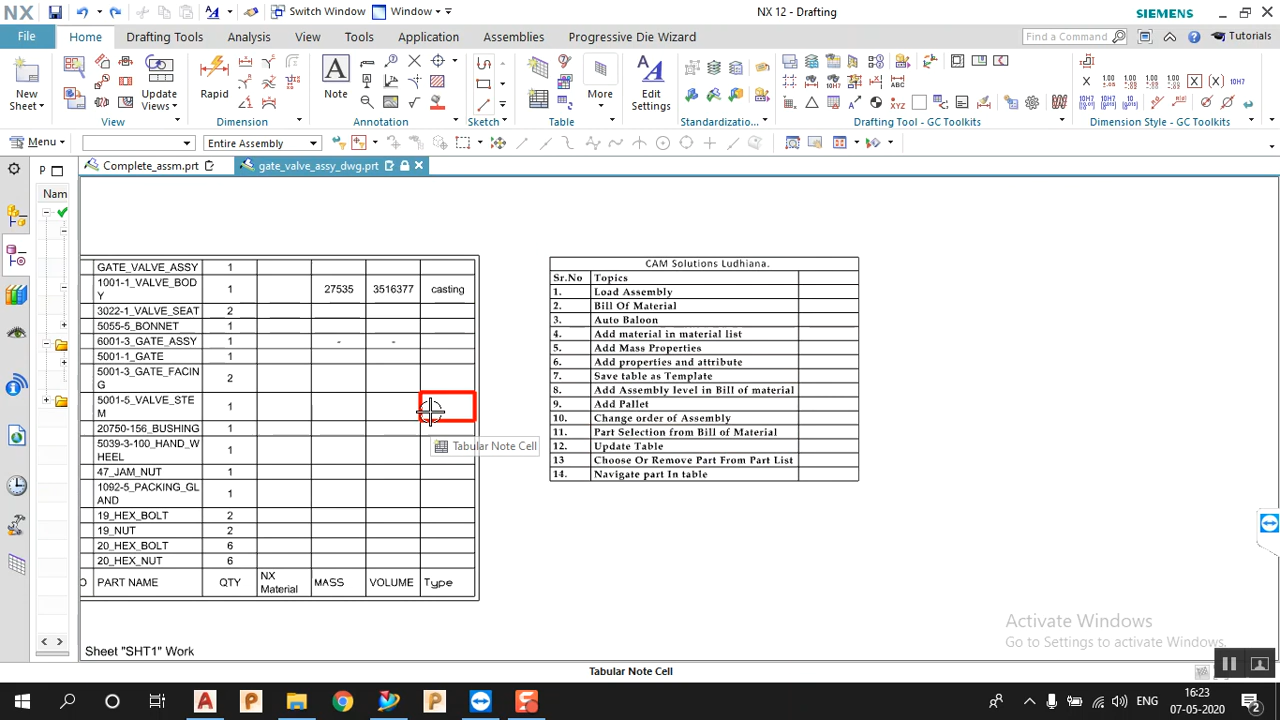 NX
Switch Window
Window
NX 12 - Drafting
SIEMENS
File
Home
Drafting Tools
Analysis
View
Tools
Application
Assemblies
Progressive Die Wizard
Find a Command
Tutorials
New Sheet
Update Views
View
Rapid
Dimension
A
Note
Annotation
Sketch
Table
More
Edit Settings
Standardizatio...
Drafting Tool - GC Toolkits
Dimension Style - GC Toolkits
Menu
Entire Assembly
Complete_assm.prt
gate_valve_assy_dwg.prt
P
Nam
GATE_VALVE_ASSY 1
1001-1_VALVE_BODY 1 27535 3516377 casting
3022-1_VALVE_SEAT 2
5055-5_BONNET 1
6001-3_GATE_ASSY 1 - -
5001-1_GATE 1
5001-3_GATE_FACING 2
5001-5_VALVE_STEM 1
20750-156_BUSHING 1
5039-3-100_HAND_WHEEL 1
47_JAM_NUT 1
1092-5_PACKING_GLAND 1
19_HEX_BOLT 2
19_NUT 2
20_HEX_BOLT 6
20_HEX_NUT 6
O PART NAME QTY NX Material MASS VOLUME Type
Tabular Note Cell
CAM Solutions Ludhiana.
Sr.No Topics
1. Load Assembly
2. Bill Of Material
3. Auto Baloon
4. Add material in material list
5. Add Mass Properties
6. Add properties and attribute
7. Save table as Template
8. Add Assembly level in Bill of material
9. Add Pallet
10. Change order of Assembly
11. Part Selection from Bill of Material
12. Update Table
13 Choose Or Remove Part From Part List
14. Navigate part In table
Activate Windows
Go to Settings to activate Windows.
Sheet "SHT1" Work
Tabular Note Cell
ENG
16:23
07-05-2020
2